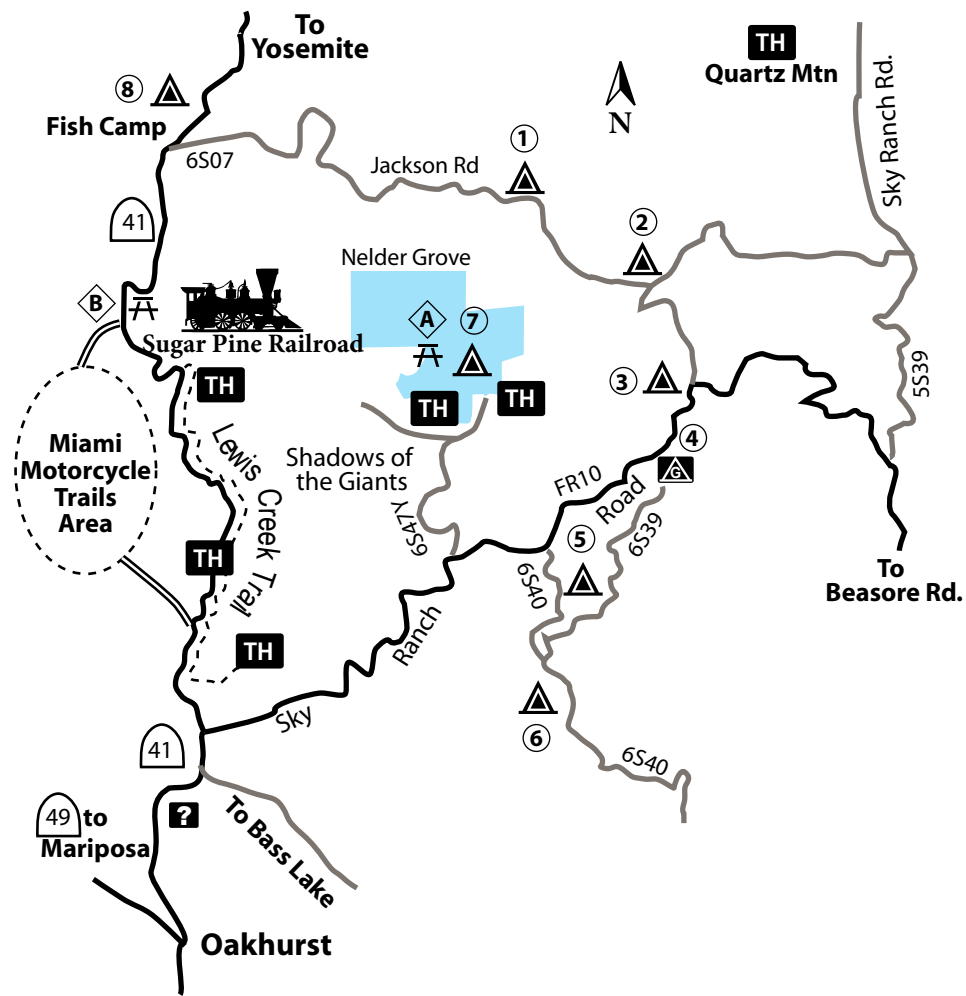 To
Yosemite
TH
Quartz Mtn
Sky Ranch Rd.
8
Fish Camp
N
6S07
Jackson Rd
1
41
2
Nelder Grove
B
A
7
Sugar Pine Railroad
TH
3
5S39
TH
TH
Miami
Motorcycle
Trails
Area
Lewis Creek Trail
Shadows of
the Giants
4
G
FR10
Road
6S47Y
5
6S39
TH
6S40
To
Beasore Rd.
TH
Ranch
Sky
6
41
6S40
49 to
Mariposa
?
To Bass Lake
Oakhurst